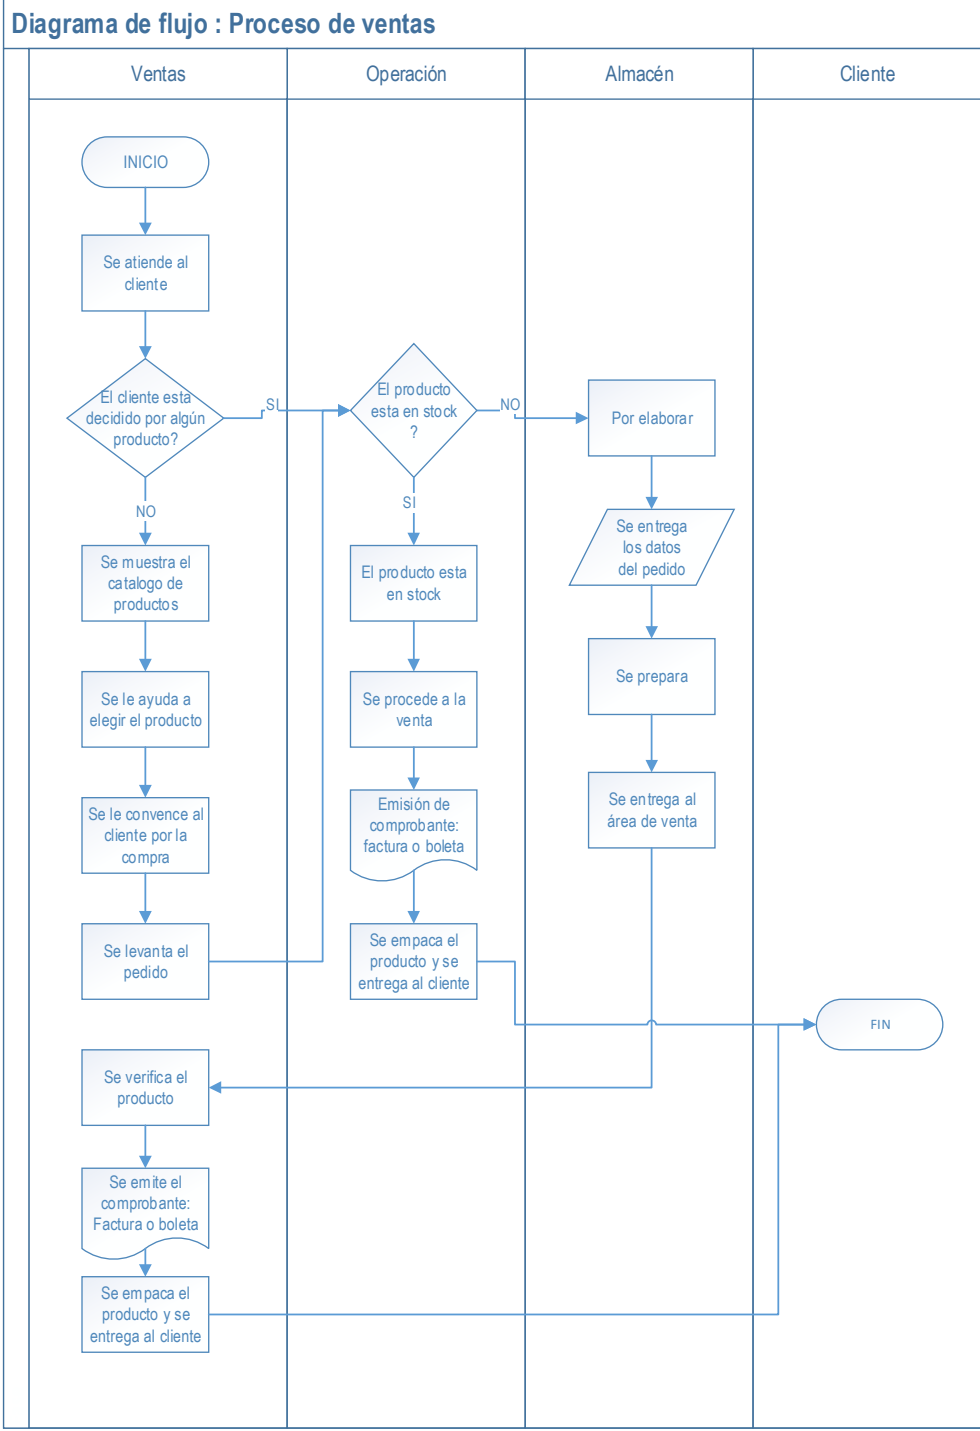 Diagrama de flujo : Proceso de ventas
Ventas
Operación
Almacén
Cliente
INICIO
Se atiende al
cliente
El cliente esta
decidido por algún
producto?
SI
NO
Se muestra el
catalogo de
productos
Se le ayuda a
elegir el producto
Se le convence al
cliente por la
compra
Se levanta el
pedido
Se verifica el
producto
Se emite el
comprobante:
Factura o boleta
Se empaca el
producto y se
entrega al cliente
El producto
esta en stock
?
NO
SI
El producto esta
en stock
Se procede a la
venta
Emisión de
comprobante:
factura o boleta
Se empaca el
producto y se
entrega al cliente
Por elaborar
Se entrega
los datos
del pedido
Se prepara
Se entrega al
área de venta
FIN